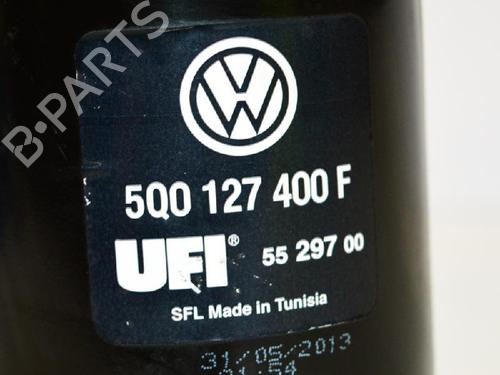 B-PARTS
5Q0 127 400 F
UFI® 55 297 00
SFL Made in Tunisia
31/05/2013